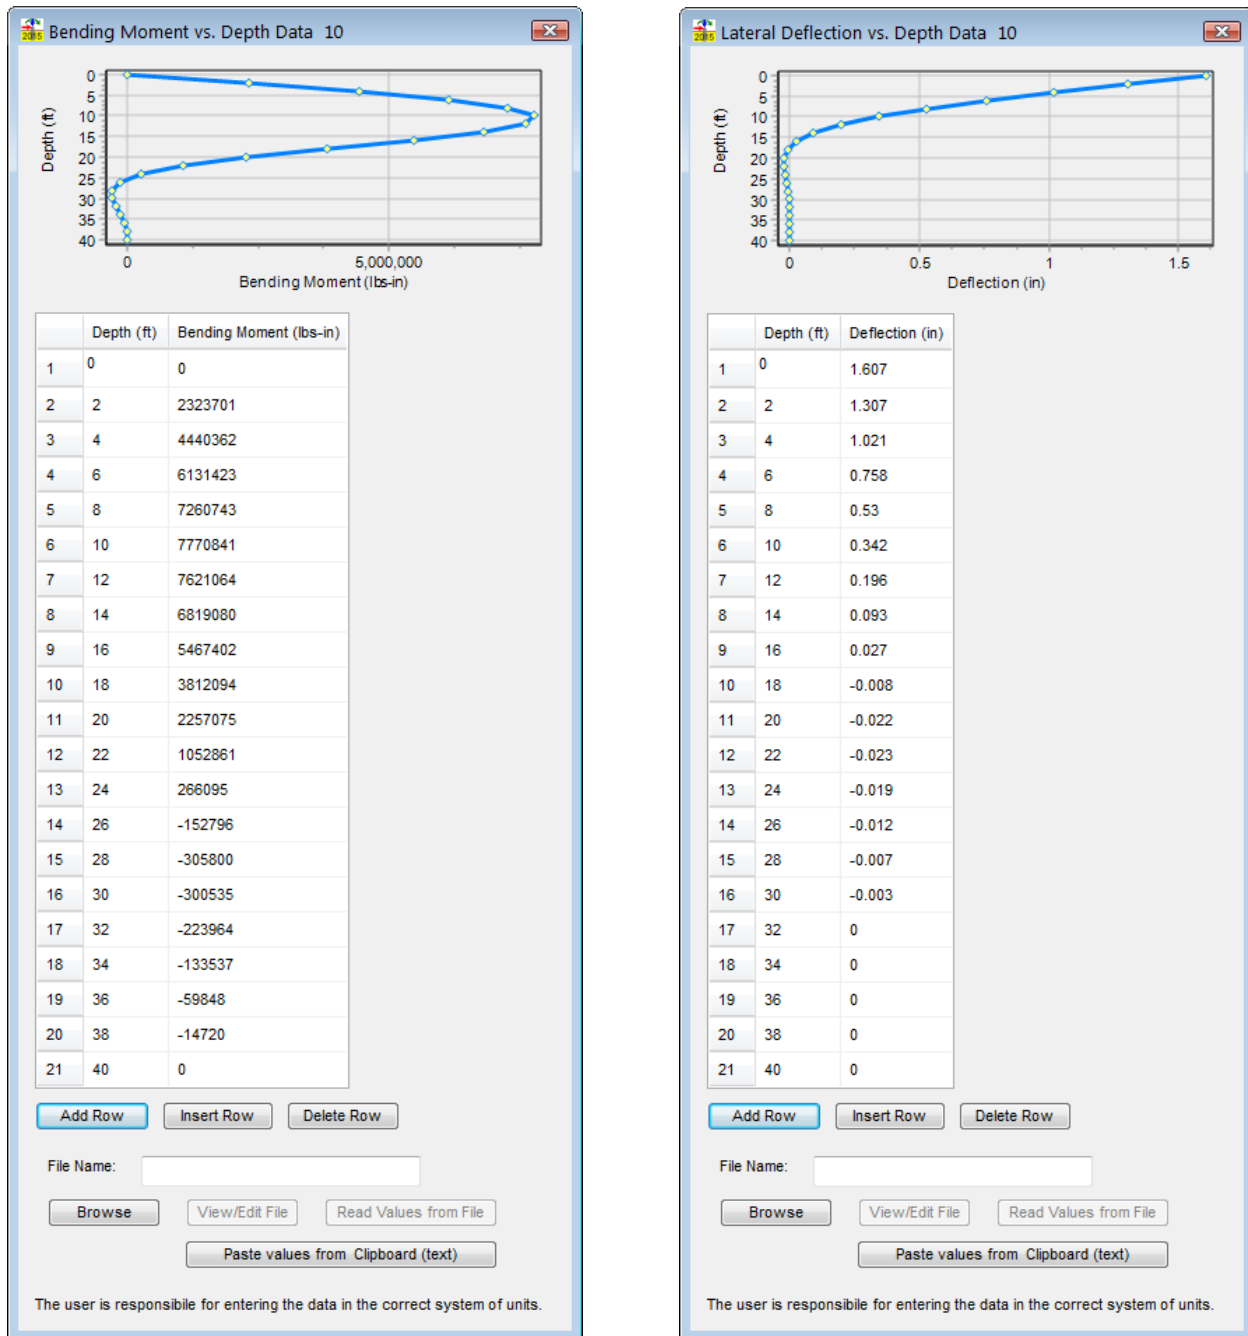 Bending Moment vs. Depth Data 10
0
5
10
15
20
25
30
35
40
Depth (ft)
0 5,000,000
Bending Moment (lbs-in)
Depth (ft) Bending Moment (lbs-in)
1 0 0
2 2 2323701
3 4 4440362
4 6 6131423
5 8 7260743
6 10 7770841
7 12 7621064
8 14 6819080
9 16 5467402
10 18 3812094
11 20 2257075
12 22 1052861
13 24 266095
14 26 -152796
15 28 -305800
16 30 -300535
17 32 -223964
18 34 -133537
19 36 -59848
20 38 -14720
21 40 0
Add Row Insert Row Delete Row
File Name:
Browse View/Edit File Read Values from File
Paste values from Clipboard (text)
The user is responsibile for entering the data in the correct system of units.
Lateral Deflection vs. Depth Data 10
0
5
10
15
20
25
30
35
40
Depth (ft)
0 0.5 1 1.5
Deflection (in)
Depth (ft) Deflection (in)
1 0 1.607
2 2 1.307
3 4 1.021
4 6 0.758
5 8 0.53
6 10 0.342
7 12 0.196
8 14 0.093
9 16 0.027
10 18 -0.008
11 20 -0.022
12 22 -0.023
13 24 -0.019
14 26 -0.012
15 28 -0.007
16 30 -0.003
17 32 0
18 34 0
19 36 0
20 38 0
21 40 0
Add Row Insert Row Delete Row
File Name:
Browse View/Edit File Read Values from File
Paste values from Clipboard (text)
The user is responsibile for entering the data in the correct system of units.